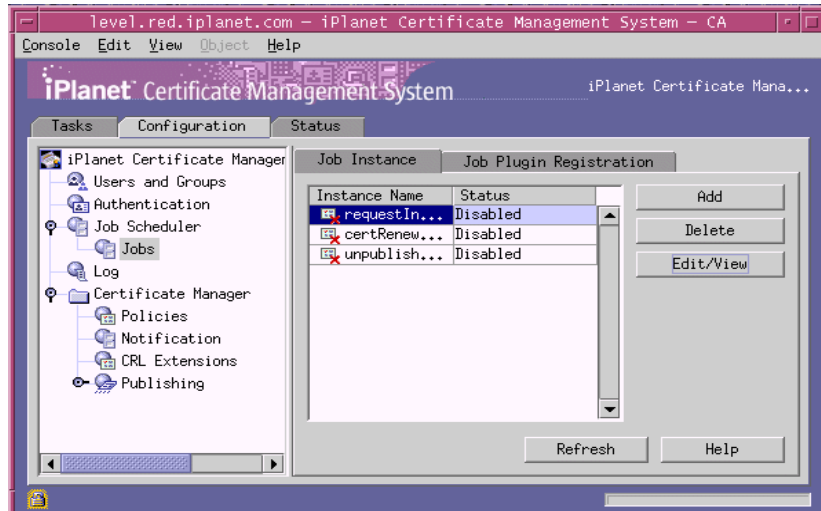 level.red.iplanet.com — iPlanet Certificate Management System — CA
Console Edit View Object Help
iPlanet Certificate Management System
iPlanet Certificate Mana...
Tasks Configuration Status
iPlanet Certificate Manager
Users and Groups
Authentication
Job Scheduler
Jobs
Log
Certificate Manager
Policies
Notification
CRL Extensions
Publishing
Job Instance Job Plugin Registration
Instance Name Status
requestIn... Disabled
certRenew... Disabled
unpublish... Disabled
Add
Delete
Edit/View
Refresh Help